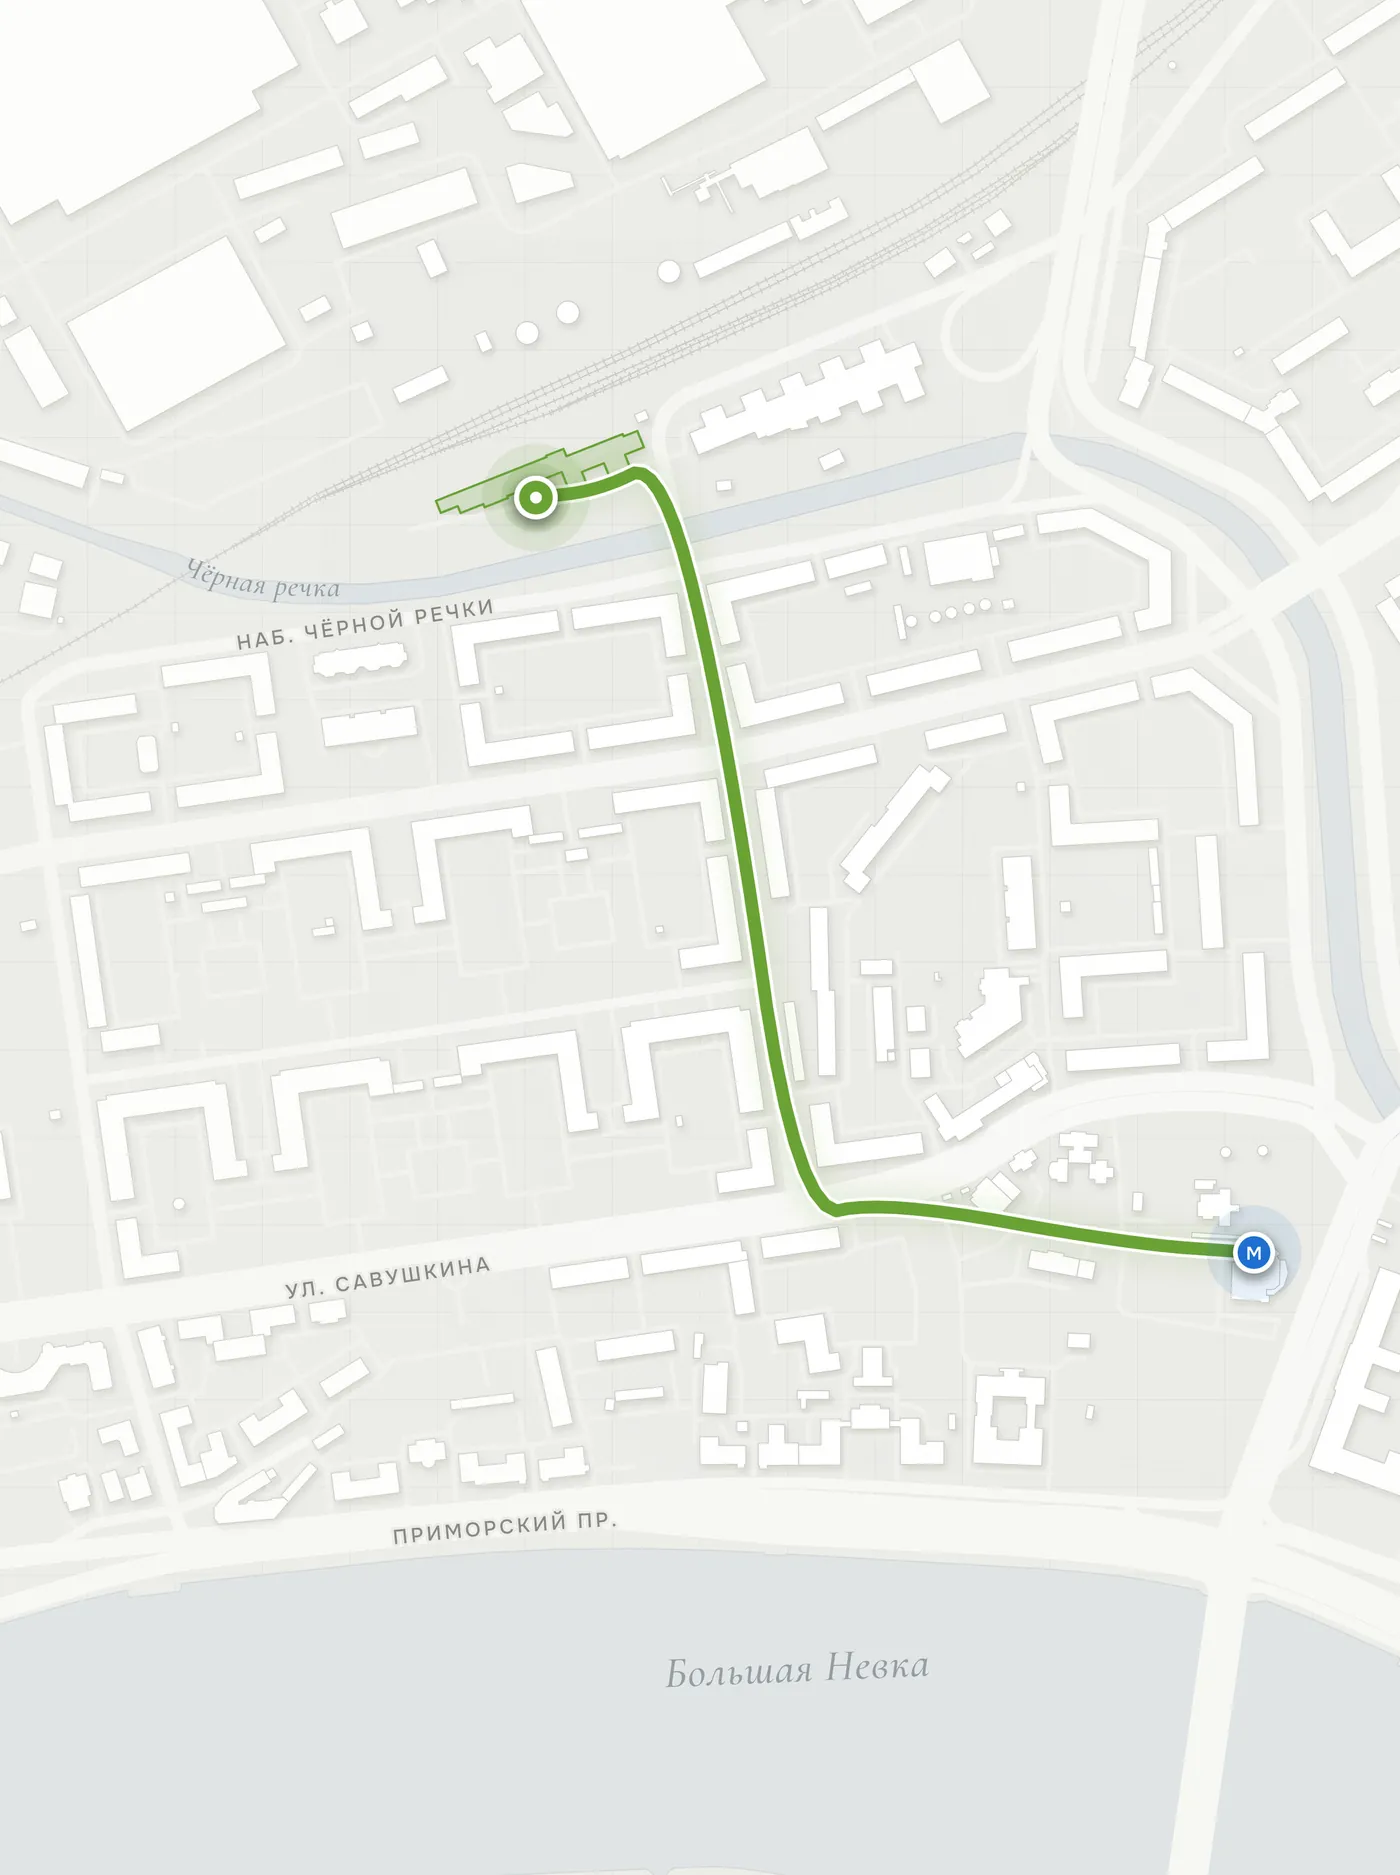 Чёрная речка
НАБ. ЧЁРНОЙ РЕЧКИ
М
УЛ. САВУШКИНА
ПРИМОРСКИЙ ПР.
Большая Невка